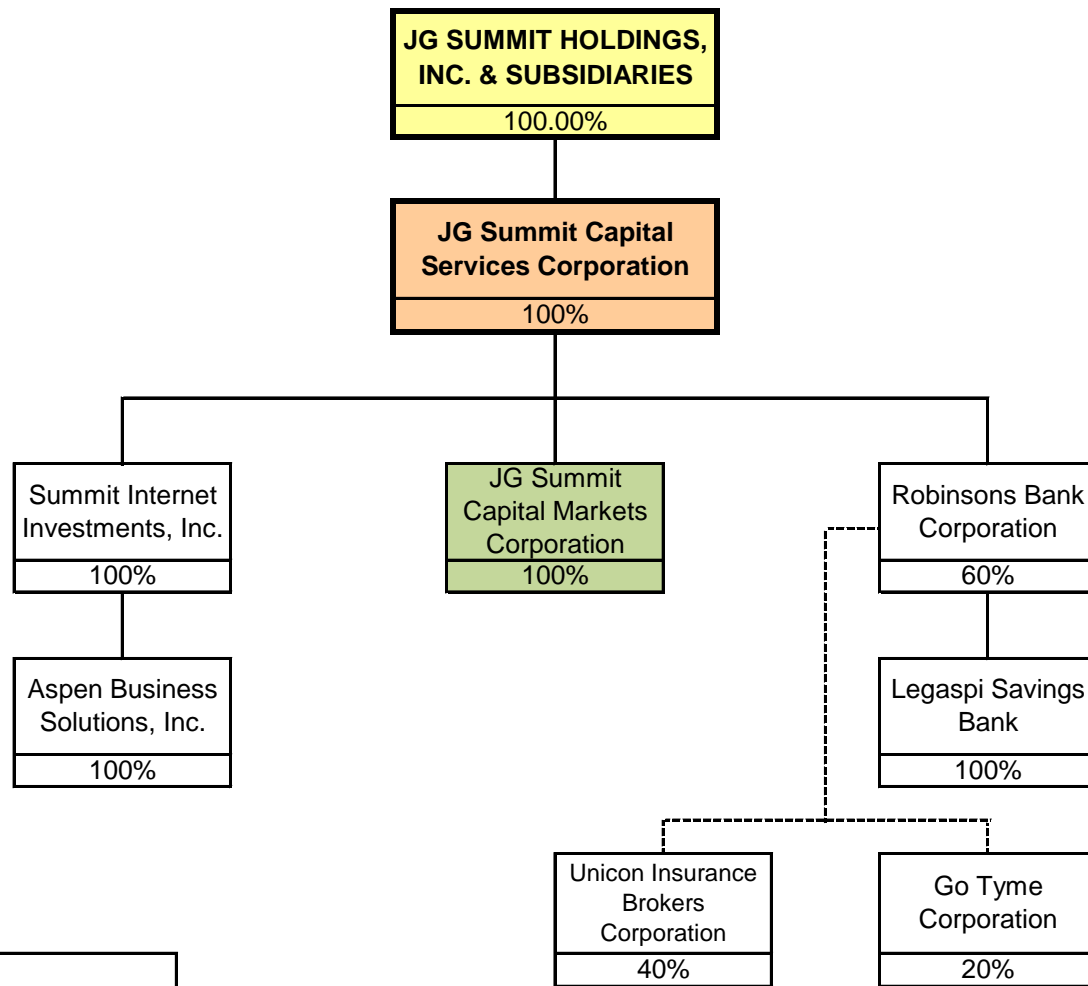 JG SUMMIT HOLDINGS,
INC. & SUBSIDIARIES
100.00%
JG Summit Capital
Services Corporation
100%
Summit Internet
Investments, Inc.
100%
JG Summit
Capital Markets
Corporation
100%
Robinsons Bank
Corporation
60%
Aspen Business
Solutions, Inc.
100%
Legaspi Savings
Bank
100%
Unicon Insurance
Brokers
Corporation
40%
Go Tyme
Corporation
20%